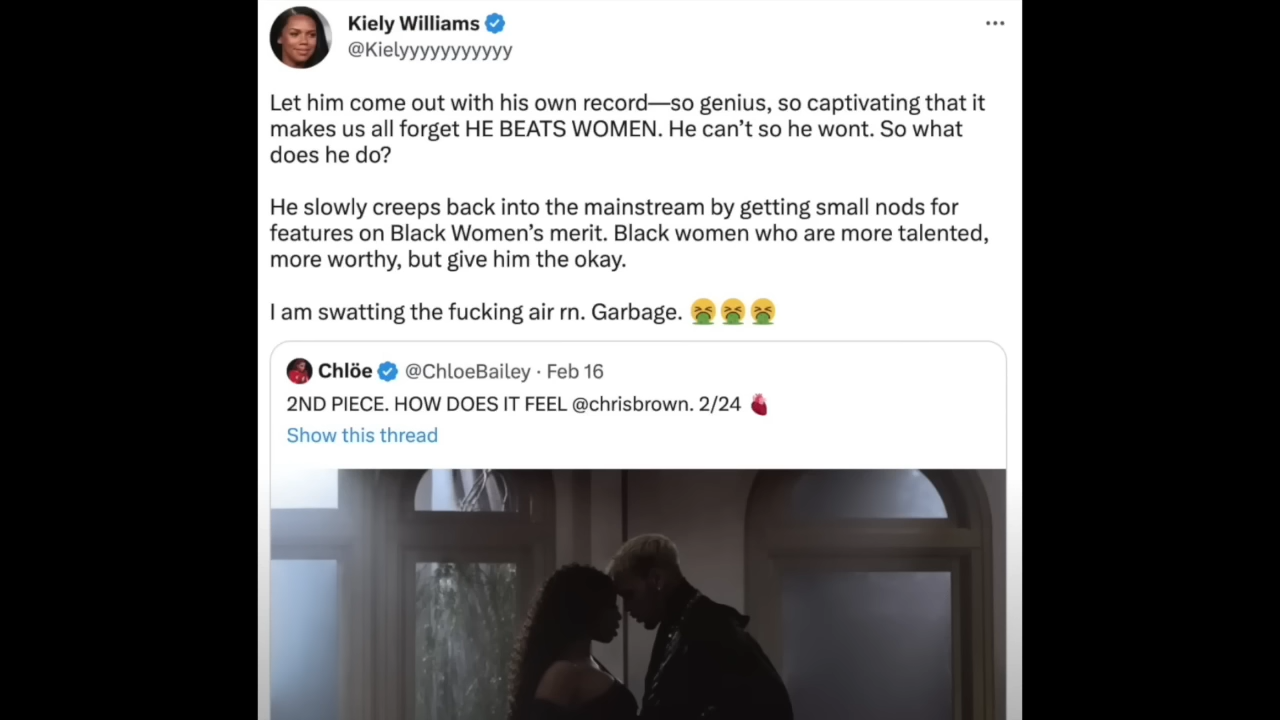 Kiely Williams
@Kielyyyyyyyyyyy
Let him come out with his own record—so genius, so captivating that it
makes us all forget HE BEATS WOMEN. He can’t so he wont. So what
does he do?
He slowly creeps back into the mainstream by getting small nods for
features on Black Women’s merit. Black women who are more talented,
more worthy, but give him the okay.
I am swatting the fucking air rn. Garbage. 🤮🤮🤮
Chlöe @ChloeBailey · Feb 16
2ND PIECE. HOW DOES IT FEEL @chrisbrown. 2/24 🫀
Show this thread